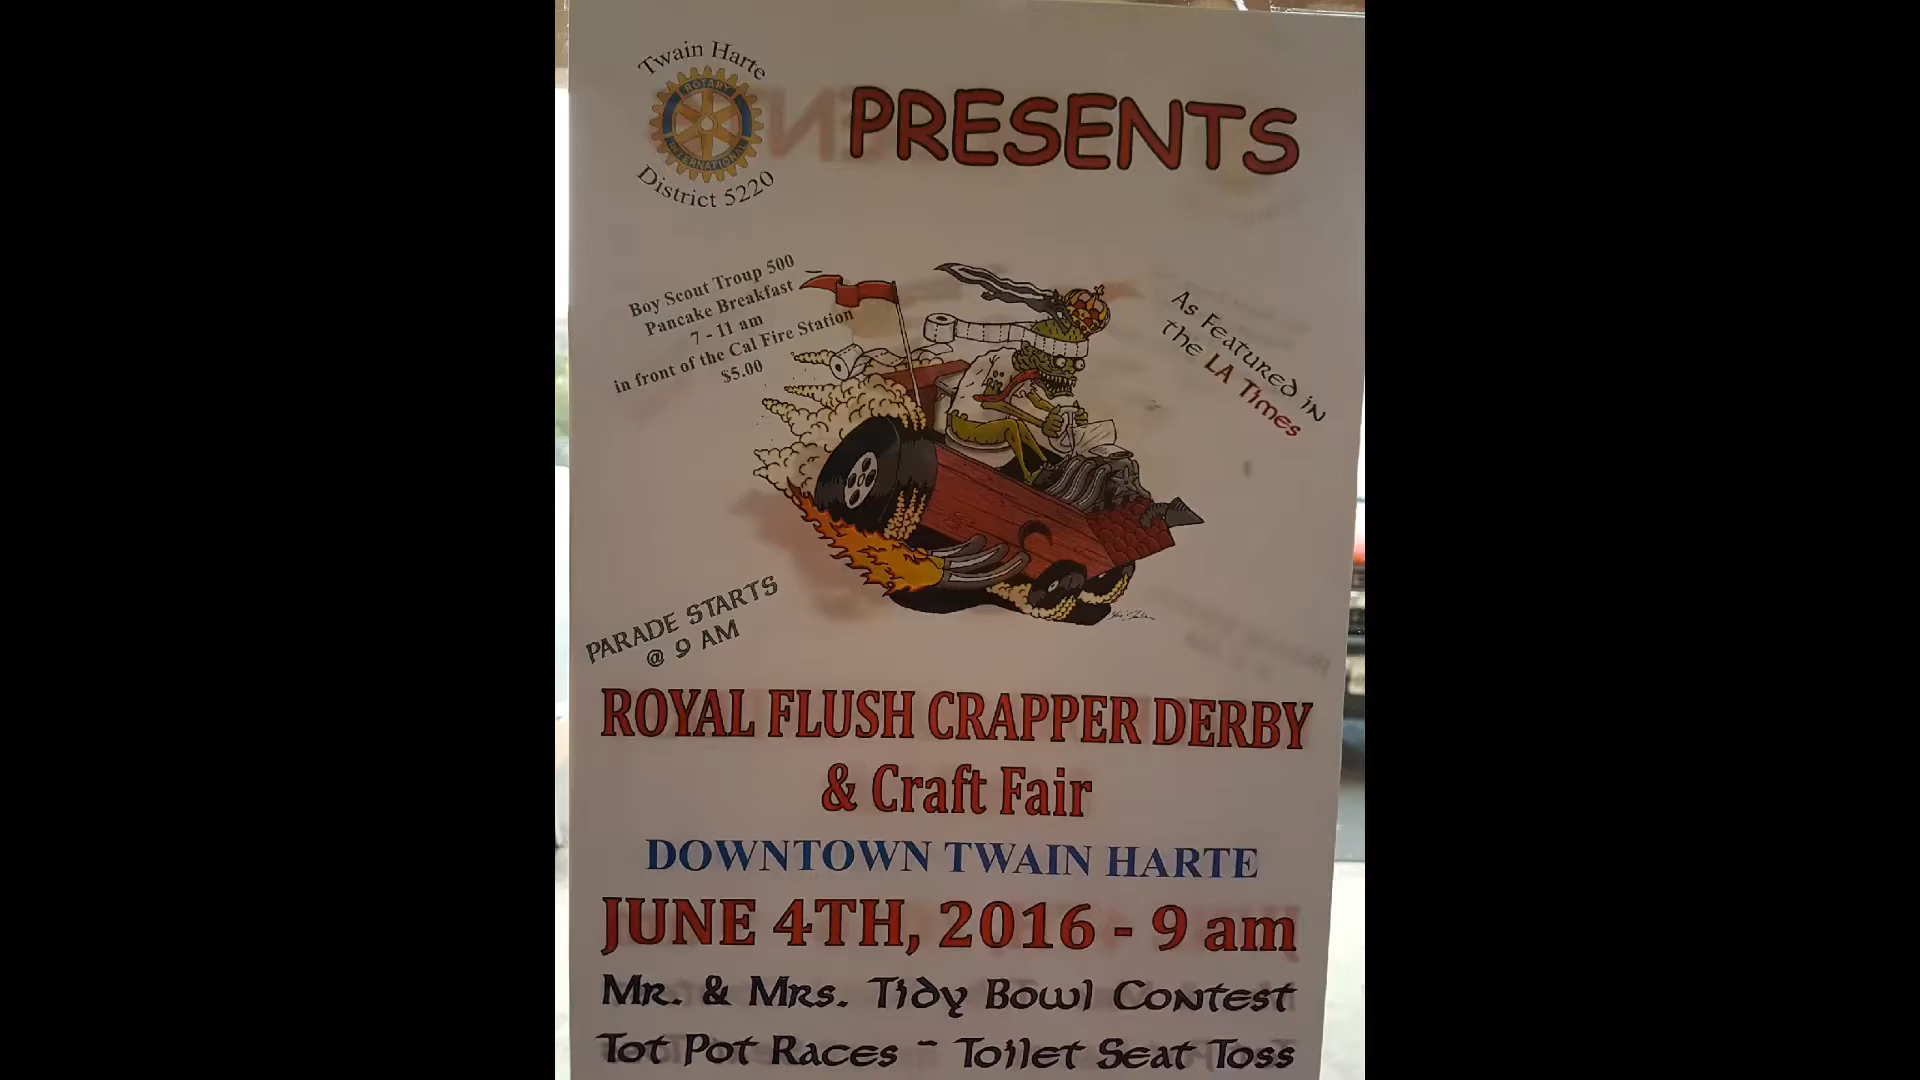 Twain Harte
ROTARY
INTERNATIONAL
District 5220
PRESENTS
Boy Scout Troup 500
Pancake Breakfast
7 - 11 am
in front of the Cal Fire Station
$5.00
As Featured in
The LA Times
PARADE STARTS
@ 9 AM
ROYAL FLUSH CRAPPER DERBY
& Craft Fair
DOWNTOWN TWAIN HARTE
JUNE 4TH, 2016 - 9 am
Mr. & Mrs. Tidy Bowl Contest
Tot Pot Races - Toilet Seat Toss